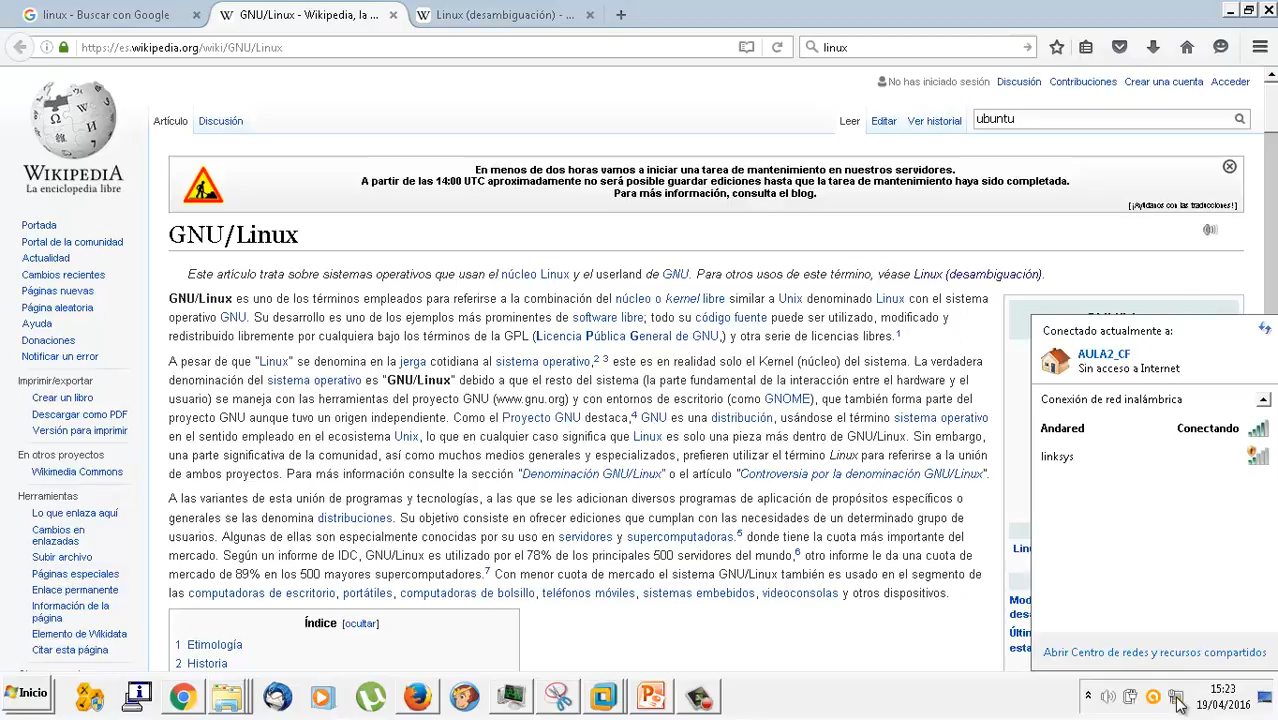 linux - Buscar con Google
GNU/Linux - Wikipedia, la ...
Linux (desambiguación) - ...
https://es.wikipedia.org/wiki/GNU/Linux
linux
No has iniciado sesión Discusión Contribuciones Crear una cuenta Acceder
Artículo Discusión
Leer Editar Ver historial
ubuntu
WIKIPEDIA
La enciclopedia libre
En menos de dos horas vamos a iniciar una tarea de mantenimiento en nuestros servidores.
A partir de las 14:00 UTC aproximadamente no será posible guardar ediciones hasta que la tarea de mantenimiento haya sido completada.
Para más información, consulta el blog.
[¡Ayúdanos con las traducciones!]
Portada
Portal de la comunidad
Actualidad
Cambios recientes
Páginas nuevas
Página aleatoria
Ayuda
Donaciones
Notificar un error
Imprimir/exportar
Crear un libro
Descargar como PDF
Versión para imprimir
En otros proyectos
Wikimedia Commons
Herramientas
Lo que enlaza aquí
Cambios en
enlazadas
Subir archivo
Páginas especiales
Enlace permanente
Información de la
página
Elemento de Wikidata
Citar esta página
GNU/Linux
Este artículo trata sobre sistemas operativos que usan el núcleo Linux y el userland de GNU. Para otros usos de este término, véase Linux (desambiguación).
GNU/Linux es uno de los términos empleados para referirse a la combinación del núcleo o kernel libre similar a Unix denominado Linux con el sistema
operativo GNU. Su desarrollo es uno de los ejemplos más prominentes de software libre; todo su código fuente puede ser utilizado, modificado y
redistribuido libremente por cualquiera bajo los términos de la GPL (Licencia Pública General de GNU,) y otra serie de licencias libres.1
A pesar de que "Linux" se denomina en la jerga cotidiana al sistema operativo,2 3 este es en realidad solo el Kernel (núcleo) del sistema. La verdadera
denominación del sistema operativo es "GNU/Linux" debido a que el resto del sistema (la parte fundamental de la interacción entre el hardware y el
usuario) se maneja con las herramientas del proyecto GNU (www.gnu.org) y con entornos de escritorio (como GNOME), que también forma parte del
proyecto GNU aunque tuvo un origen independiente. Como el Proyecto GNU destaca,4 GNU es una distribución, usándose el término sistema operativo
en el sentido empleado en el ecosistema Unix, lo que en cualquier caso significa que Linux es solo una pieza más dentro de GNU/Linux. Sin embargo,
una parte significativa de la comunidad, así como muchos medios generales y especializados, prefieren utilizar el término Linux para referirse a la unión
de ambos proyectos. Para más información consulte la sección "Denominación GNU/Linux" o el artículo "Controversia por la denominación GNU/Linux".
A las variantes de esta unión de programas y tecnologías, a las que se les adicionan diversos programas de aplicación de propósitos específicos o
generales se las denomina distribuciones. Su objetivo consiste en ofrecer ediciones que cumplan con las necesidades de un determinado grupo de
usuarios. Algunas de ellas son especialmente conocidas por su uso en servidores y supercomputadoras.5 donde tiene la cuota más importante del
mercado. Según un informe de IDC, GNU/Linux es utilizado por el 78% de los principales 500 servidores del mundo,6 otro informe le da una cuota de
mercado de 89% en los 500 mayores supercomputadores.7 Con menor cuota de mercado el sistema GNU/Linux también es usado en el segmento de
las computadoras de escritorio, portátiles, computadoras de bolsillo, teléfonos móviles, sistemas embebidos, videoconsolas y otros dispositivos.
Índice [ocultar]
1 Etimología
2 Historia
Mod
Conectado actualmente a:
AULA2_CF
Sin acceso a Internet
Conexión de red inalámbrica
Andared Conectando
linksys
Abrir Centro de redes y recursos compartidos
Inicio
15:23
19/04/2016